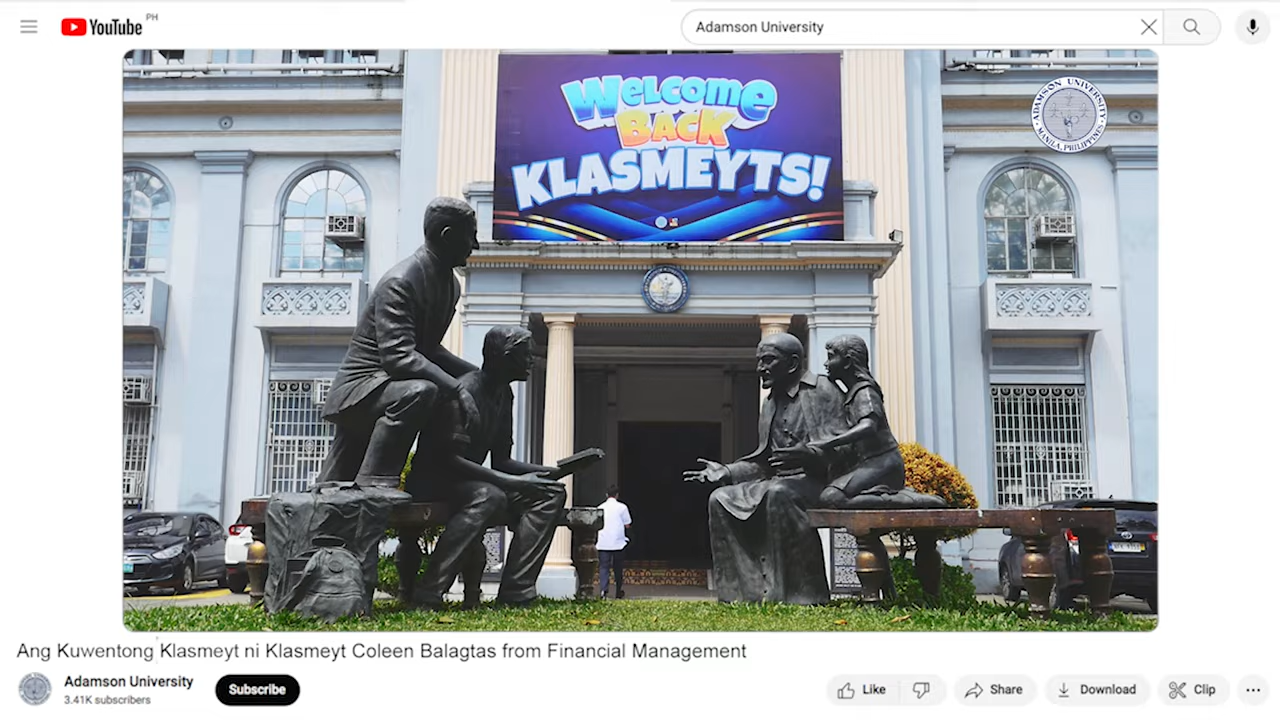 YouTube PH
Adamson University
Welcome
BACK
KLASMEYTS!
ADAMSON UNIVERSITY
MANILA, PHILIPPINES
Ang Kuwentong Klasmeyt ni Klasmeyt Coleen Balagtas from Financial Management
Adamson University
3.41K subscribers
Subscribe
Like
Share
Download
Clip